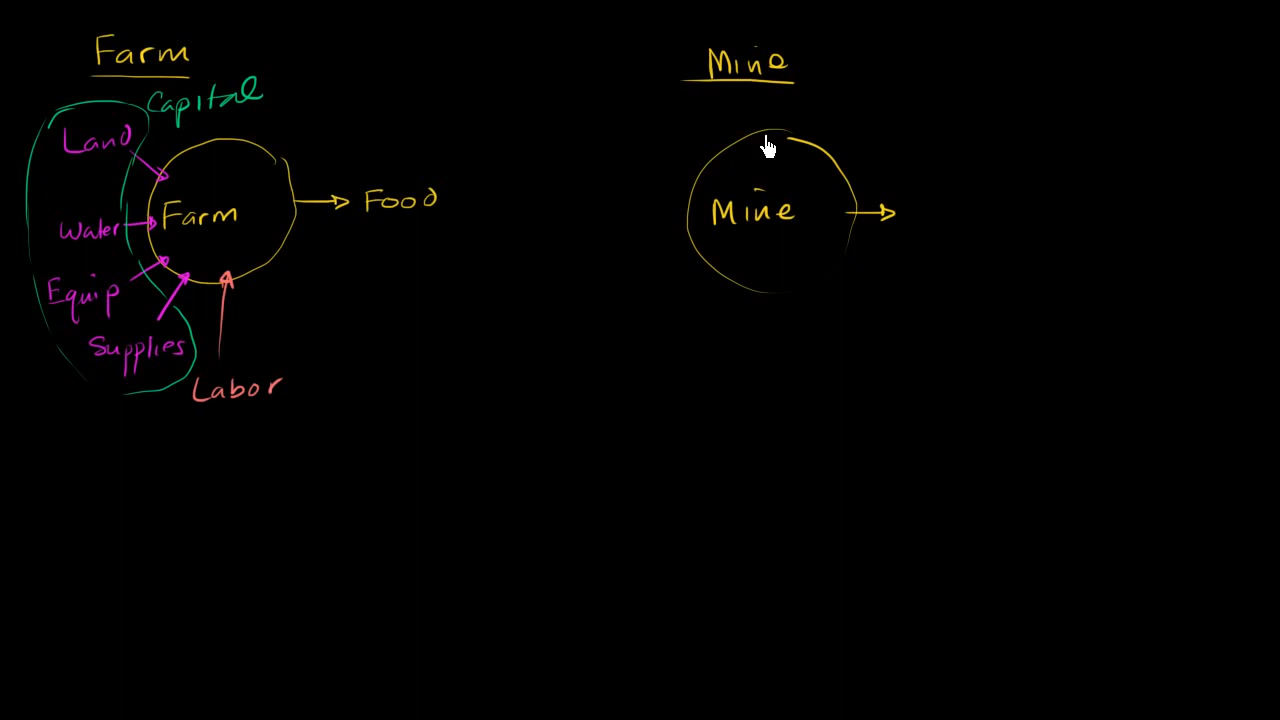 Farm
Capital
Land
Water
Equip
Supplies
Labor
Farm
Food
Mine
Mine